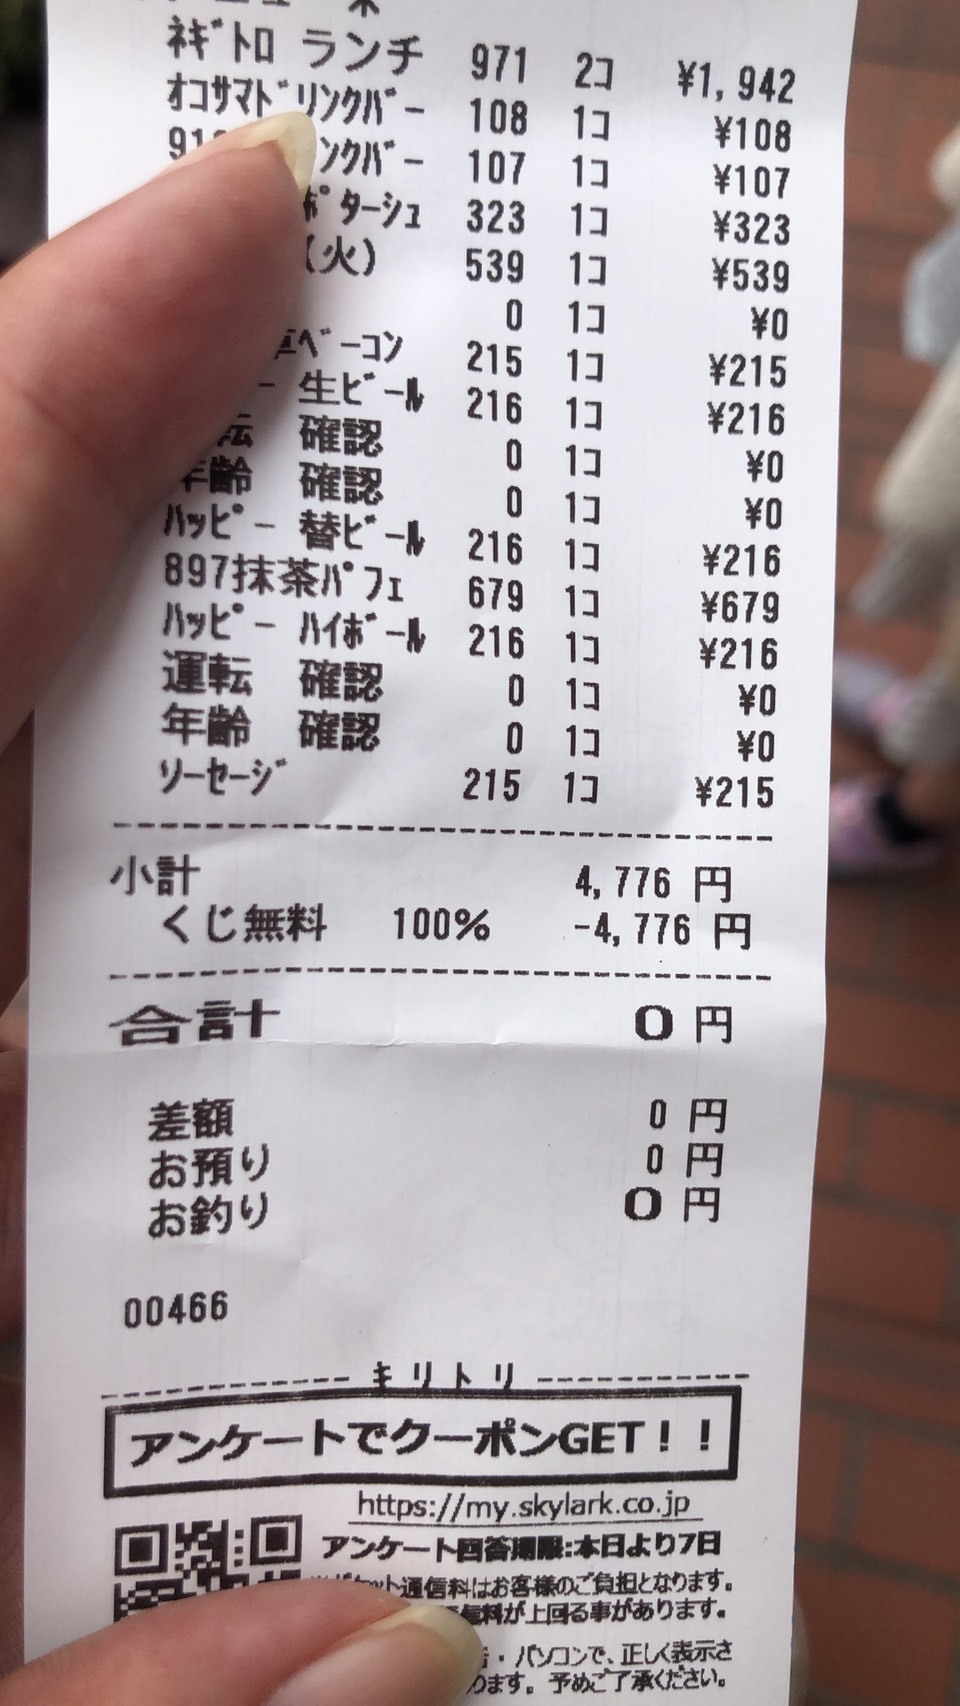 ネギトロ ランチ 971 2コ ¥1,942
オコサマドリンクバー 108 1コ ¥108
ンクバー 107 1コ ¥107
ポタージュ 323 1コ ¥323
(火) 539 1コ ¥539
0 1コ ¥0
ベーコン 215 1コ ¥215
ー 生ビール 216 1コ ¥216
転 確認 0 1コ ¥0
年齢 確認 0 1コ ¥0
ハッピー 替ビール 216 1コ ¥216
897抹茶パフェ 679 1コ ¥679
ハッピー ハイボール 216 1コ ¥216
運転 確認 0 1コ ¥0
年齢 確認 0 1コ ¥0
ソーセージ 215 1コ ¥215
小計 4,776 円
くじ無料 100% -4,776 円
合計 0 円
差額 0 円
お預り 0 円
お釣り 0 円
00466
キリトリ
アンケートでクーポンGET!!
https://my.skylark.co.jp
アンケート回答期限:本日より7日
ット通信料はお客様のご負担となります。
信料が上回る事があります。
・パソコンで、正しく表示さ
ります。予めご了承ください。